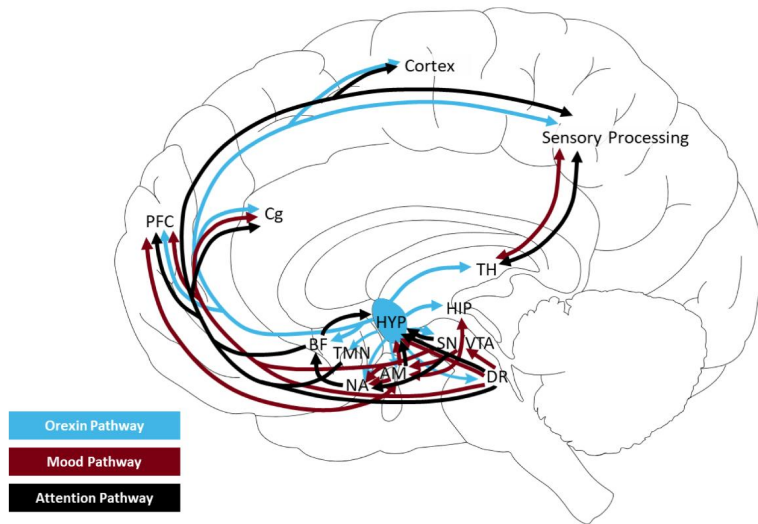 Cortex
Sensory Processing
PFC
Cg
TH
HIP
HYP
BF
TMN
SN
VTA
NA
AM
DR
Orexin Pathway
Mood Pathway
Attention Pathway